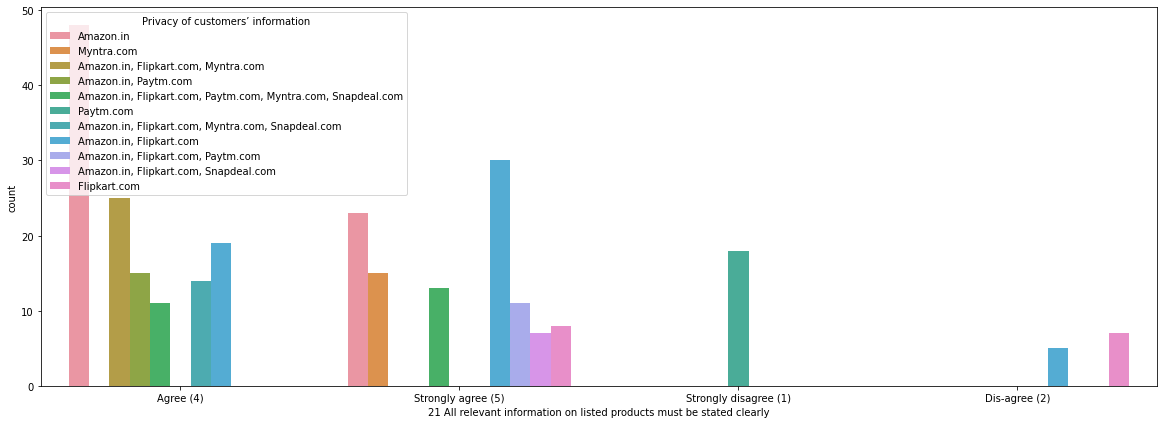 Privacy of customers’ information
Amazon.in
Myntra.com
Amazon.in, Flipkart.com, Myntra.com
Amazon.in, Paytm.com
Amazon.in, Flipkart.com, Paytm.com, Myntra.com, Snapdeal.com
Paytm.com
Amazon.in, Flipkart.com, Myntra.com, Snapdeal.com
Amazon.in, Flipkart.com
Amazon.in, Flipkart.com, Paytm.com
Amazon.in, Flipkart.com, Snapdeal.com
Flipkart.com
50
40
30
20
10
0
count
Agree (4)
Strongly agree (5)
Strongly disagree (1)
Dis-agree (2)
21 All relevant information on listed products must be stated clearly